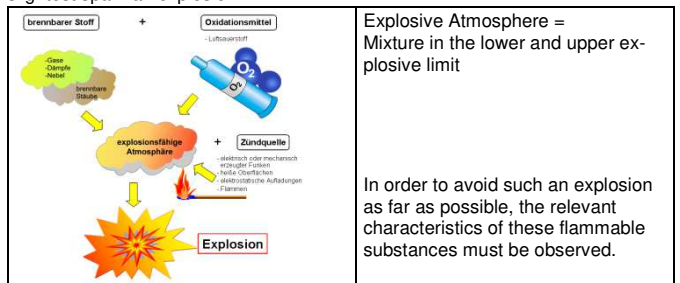 brennbarer Stoff + Oxidationsmittel
- Luftsauerstoff
-Gase
-Dämpfe
-Nebel
brennbare
Stäube
O2
O2
explosionsfähige
Atmosphäre
+ Zündquelle
- elektrisch oder mechanisch
erzeugter Funken
- heiße Oberflächen
- elektrostatische Aufladungen
- Flammen
Explosion
Explosive Atmosphere =
Mixture in the lower and upper ex-
plosive limit
In order to avoid such an explosion
as far as possible, the relevant
characteristics of these flammable
substances must be observed.